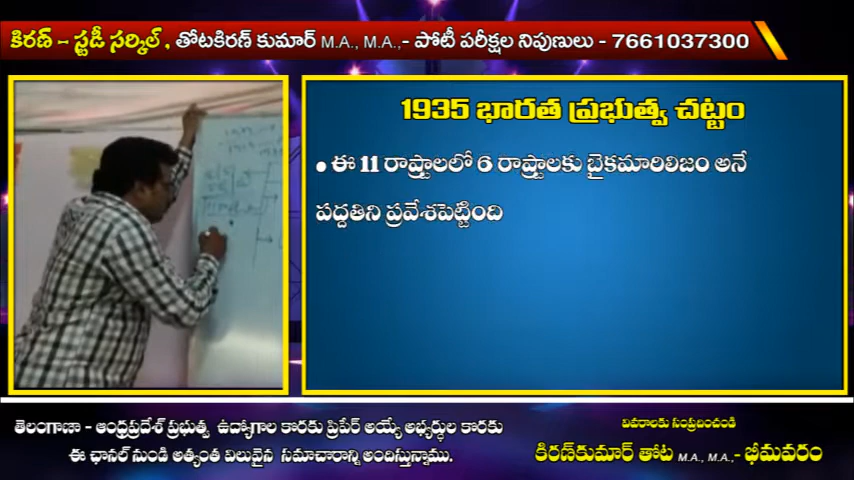 కిరణ్ – స్టడీ సర్కిల్, తోటకిరణ్ కుమార్ M.A., M.A.,- పోటీ పరీక్షల నిపుణులు - 7661037300
1935 భారత ప్రభుత్వ చట్టం
• ఈ 11 రాష్ట్రాలలో 6 రాష్ట్రాలకు బైకమారిలిజం అనే
పద్దతిని ప్రవేశపెట్టింది
తెలంగాణా - ఆంధ్రప్రదేశ్ ప్రభుత్వ ఉద్యోగాల కొరకు ప్రిపేర్ అయ్యే అభ్యర్థుల కొరకు
ఈ ఛానల్ నుండి అత్యంత విలువైన సమాచారాన్ని అందిస్తున్నాము.
వివరాలకు సంప్రదించండి
కిరణ్‌కుమార్ తోట M.A., M.A.,- భీమవరం